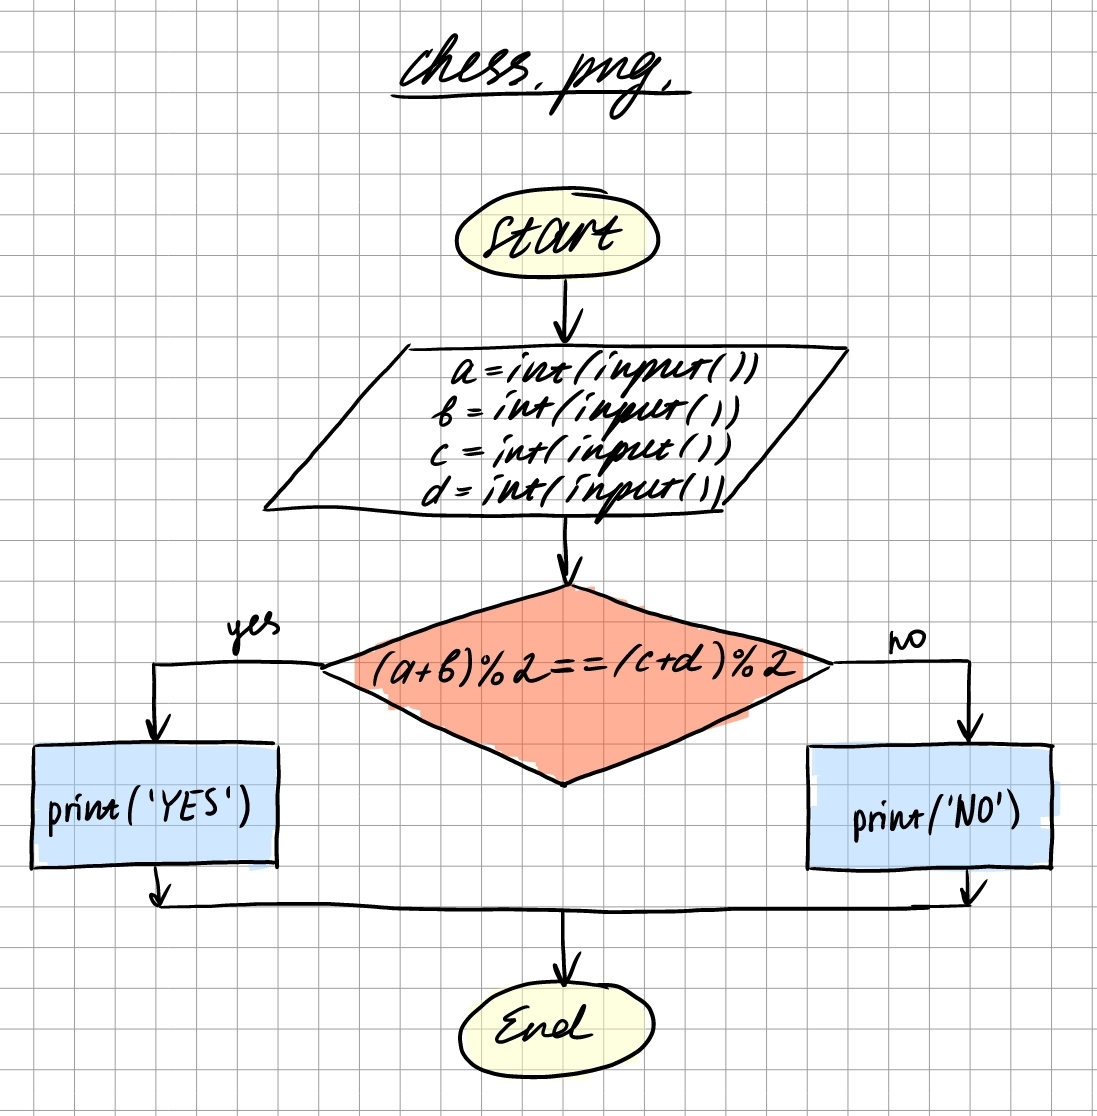 chess.png.
start
a=int(input())
b=int(input())
c=int(input())
d=int(input())
yes
no
(a+b)%2==(c+d)%2
print('YES')
print('NO')
End